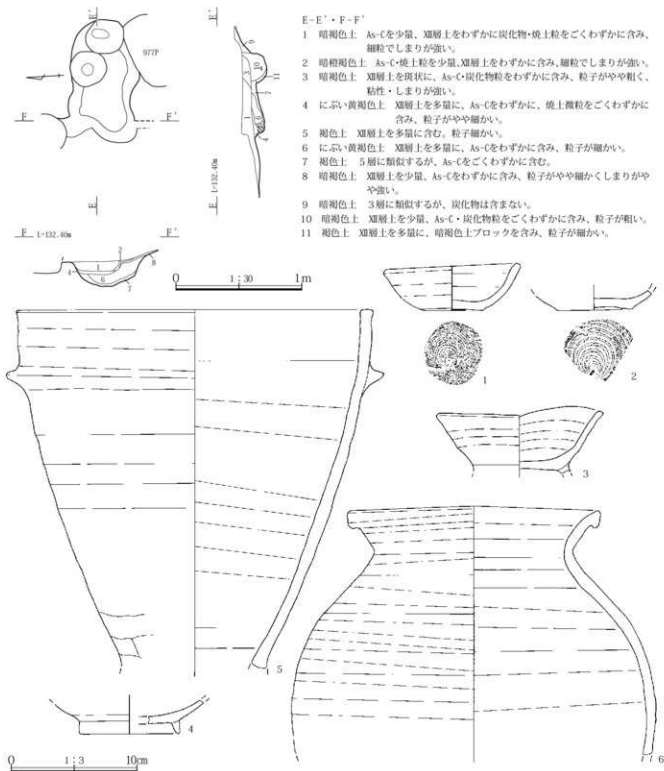 E-E'・F-F'
1 暗褐色土 As-Cを少量、Ⅻ層土をわずかに炭化物・焼土粒をごくわずかに含み、
細粒でしまりが強い。
2 暗橙褐色土 As-C・焼土粒を少量、Ⅻ層土をわずかに含み、細粒でしまりが強い。
3 暗褐色土 Ⅻ層土を斑状に、As-C・炭化物粒をわずかに含み、粒子がやや粗く、
粘性・しまりが強い。
4 にぶい黄褐色土 Ⅻ層土を多量に、As-Cをわずかに、焼土微粒をごくわずかに
含み、粒子がやや細かい。
5 褐色土 Ⅻ層土を多量に含む。粒子細かい。
6 にぶい黄褐色土 Ⅻ層土を多量に、As-Cをわずかに含み、粒子が細かい。
7 褐色土 5層に類似するが、As-Cをごくわずかに含む。
8 暗褐色土 Ⅻ層土を少量、As-Cをわずかに含み、粒子がやや細かくしまりがや
や強い。
9 暗褐色土 3層に類似するが、炭化物は含まない。
10 暗褐色土 Ⅻ層土を少量、As-C・炭化物粒をごくわずかに含み、粒子が粗い。
11 褐色土 Ⅻ層土を多量に、暗褐色土ブロックを含み、粒子が細かい。
E E'
977P
F F'
E E'
L=132.40m
9
10
3
11
7
1
6
4
F L=132.40m F'
2
8
1
4
6
7
0 1:30 1m
1
2
3
4
5
6
0 1:3 10cm